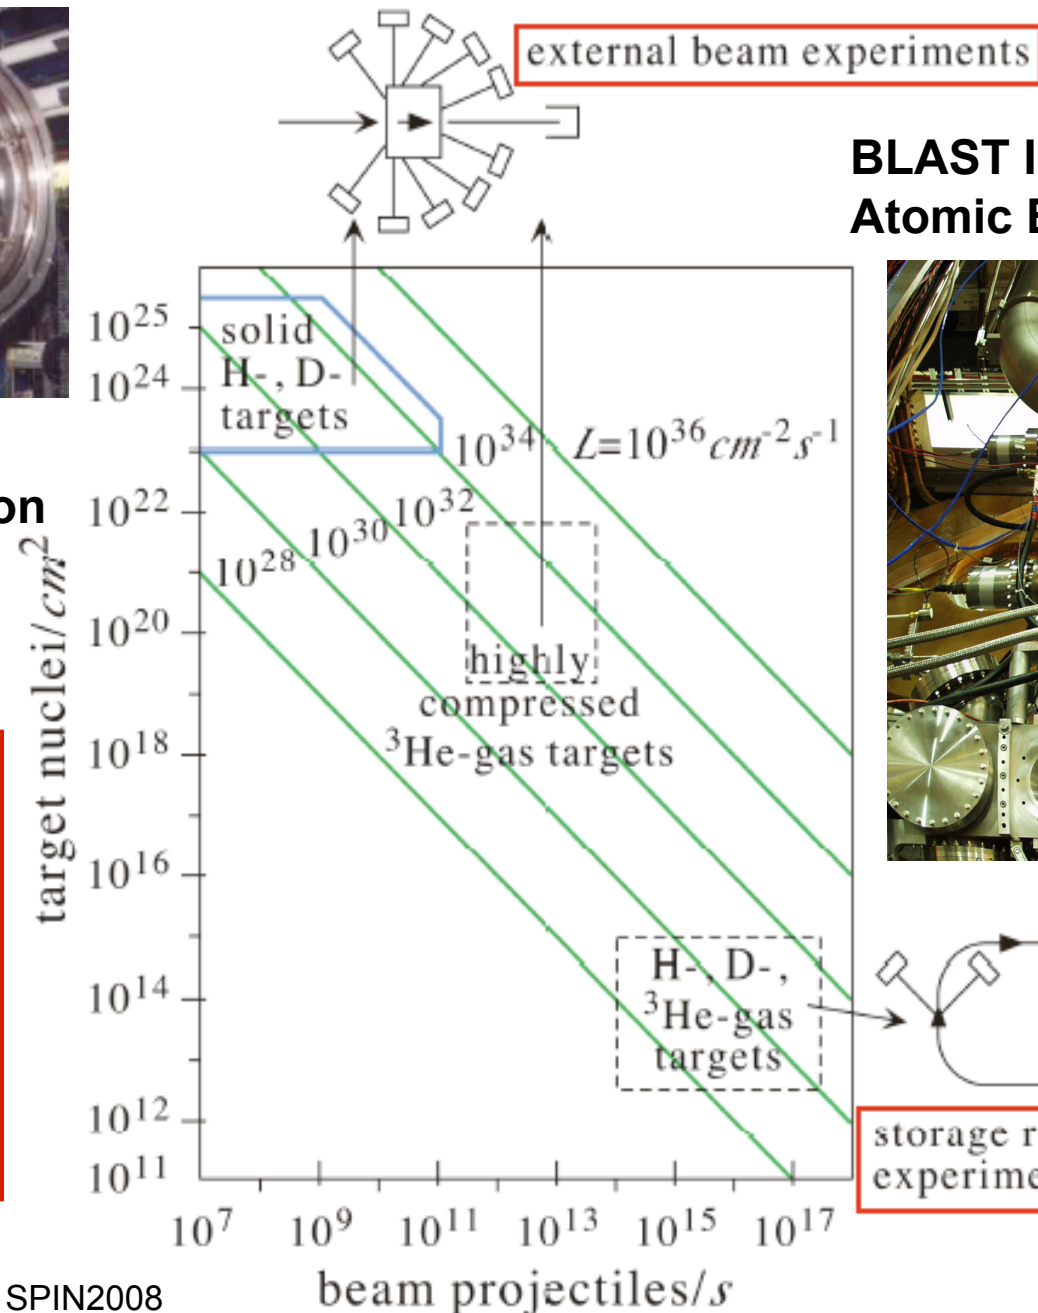 external beam experiments
BLAST I
Atomic E
solid
H-, D-
targets
10^25
10^24
10^22
10^20
10^18
10^16
10^14
10^12
10^11
target nuclei/cm^2
on
10^34
L=10^36 cm^-2 s^-1
10^32
10^30
10^28
highly
compressed
^3He-gas targets
H-, D-,
^3He-gas
targets
storage r
experime
10^7 10^9 10^11 10^13 10^15 10^17
beam projectiles/s
SPIN2008